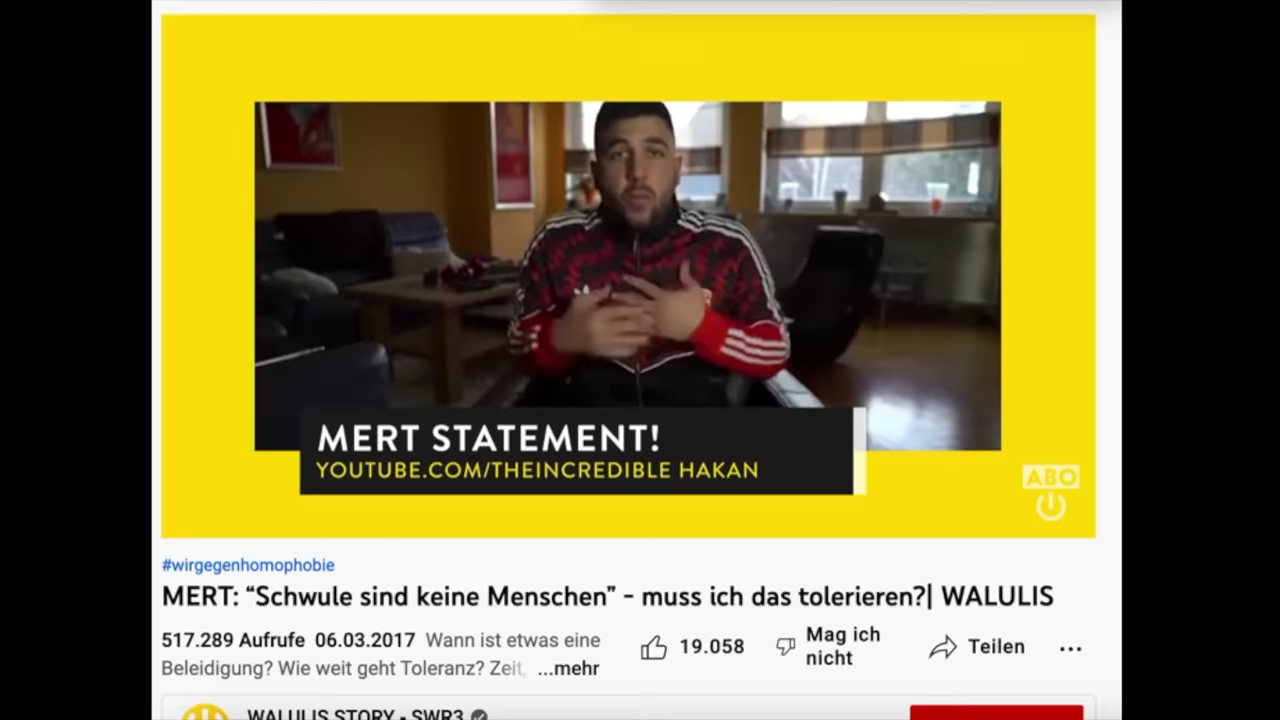 MERT STATEMENT!
YOUTUBE.COM/THEINCREDIBLE HAKAN
ABO
#wirgegenhomophobie
MERT: “Schwule sind keine Menschen” - muss ich das tolerieren?| WALULIS
517.289 Aufrufe 06.03.2017 Wann ist etwas eine
Beleidigung? Wie weit geht Toleranz? Zeit, ...mehr
19.058
Mag ich
nicht
Teilen
WALULIS STORY - SWR3